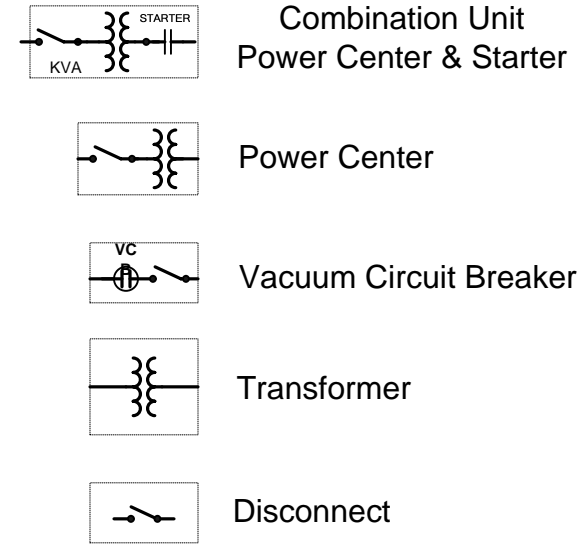 STARTER
KVA
Combination Unit
Power Center & Starter
Power Center
VC
B
Vacuum Circuit Breaker
Transformer
Disconnect